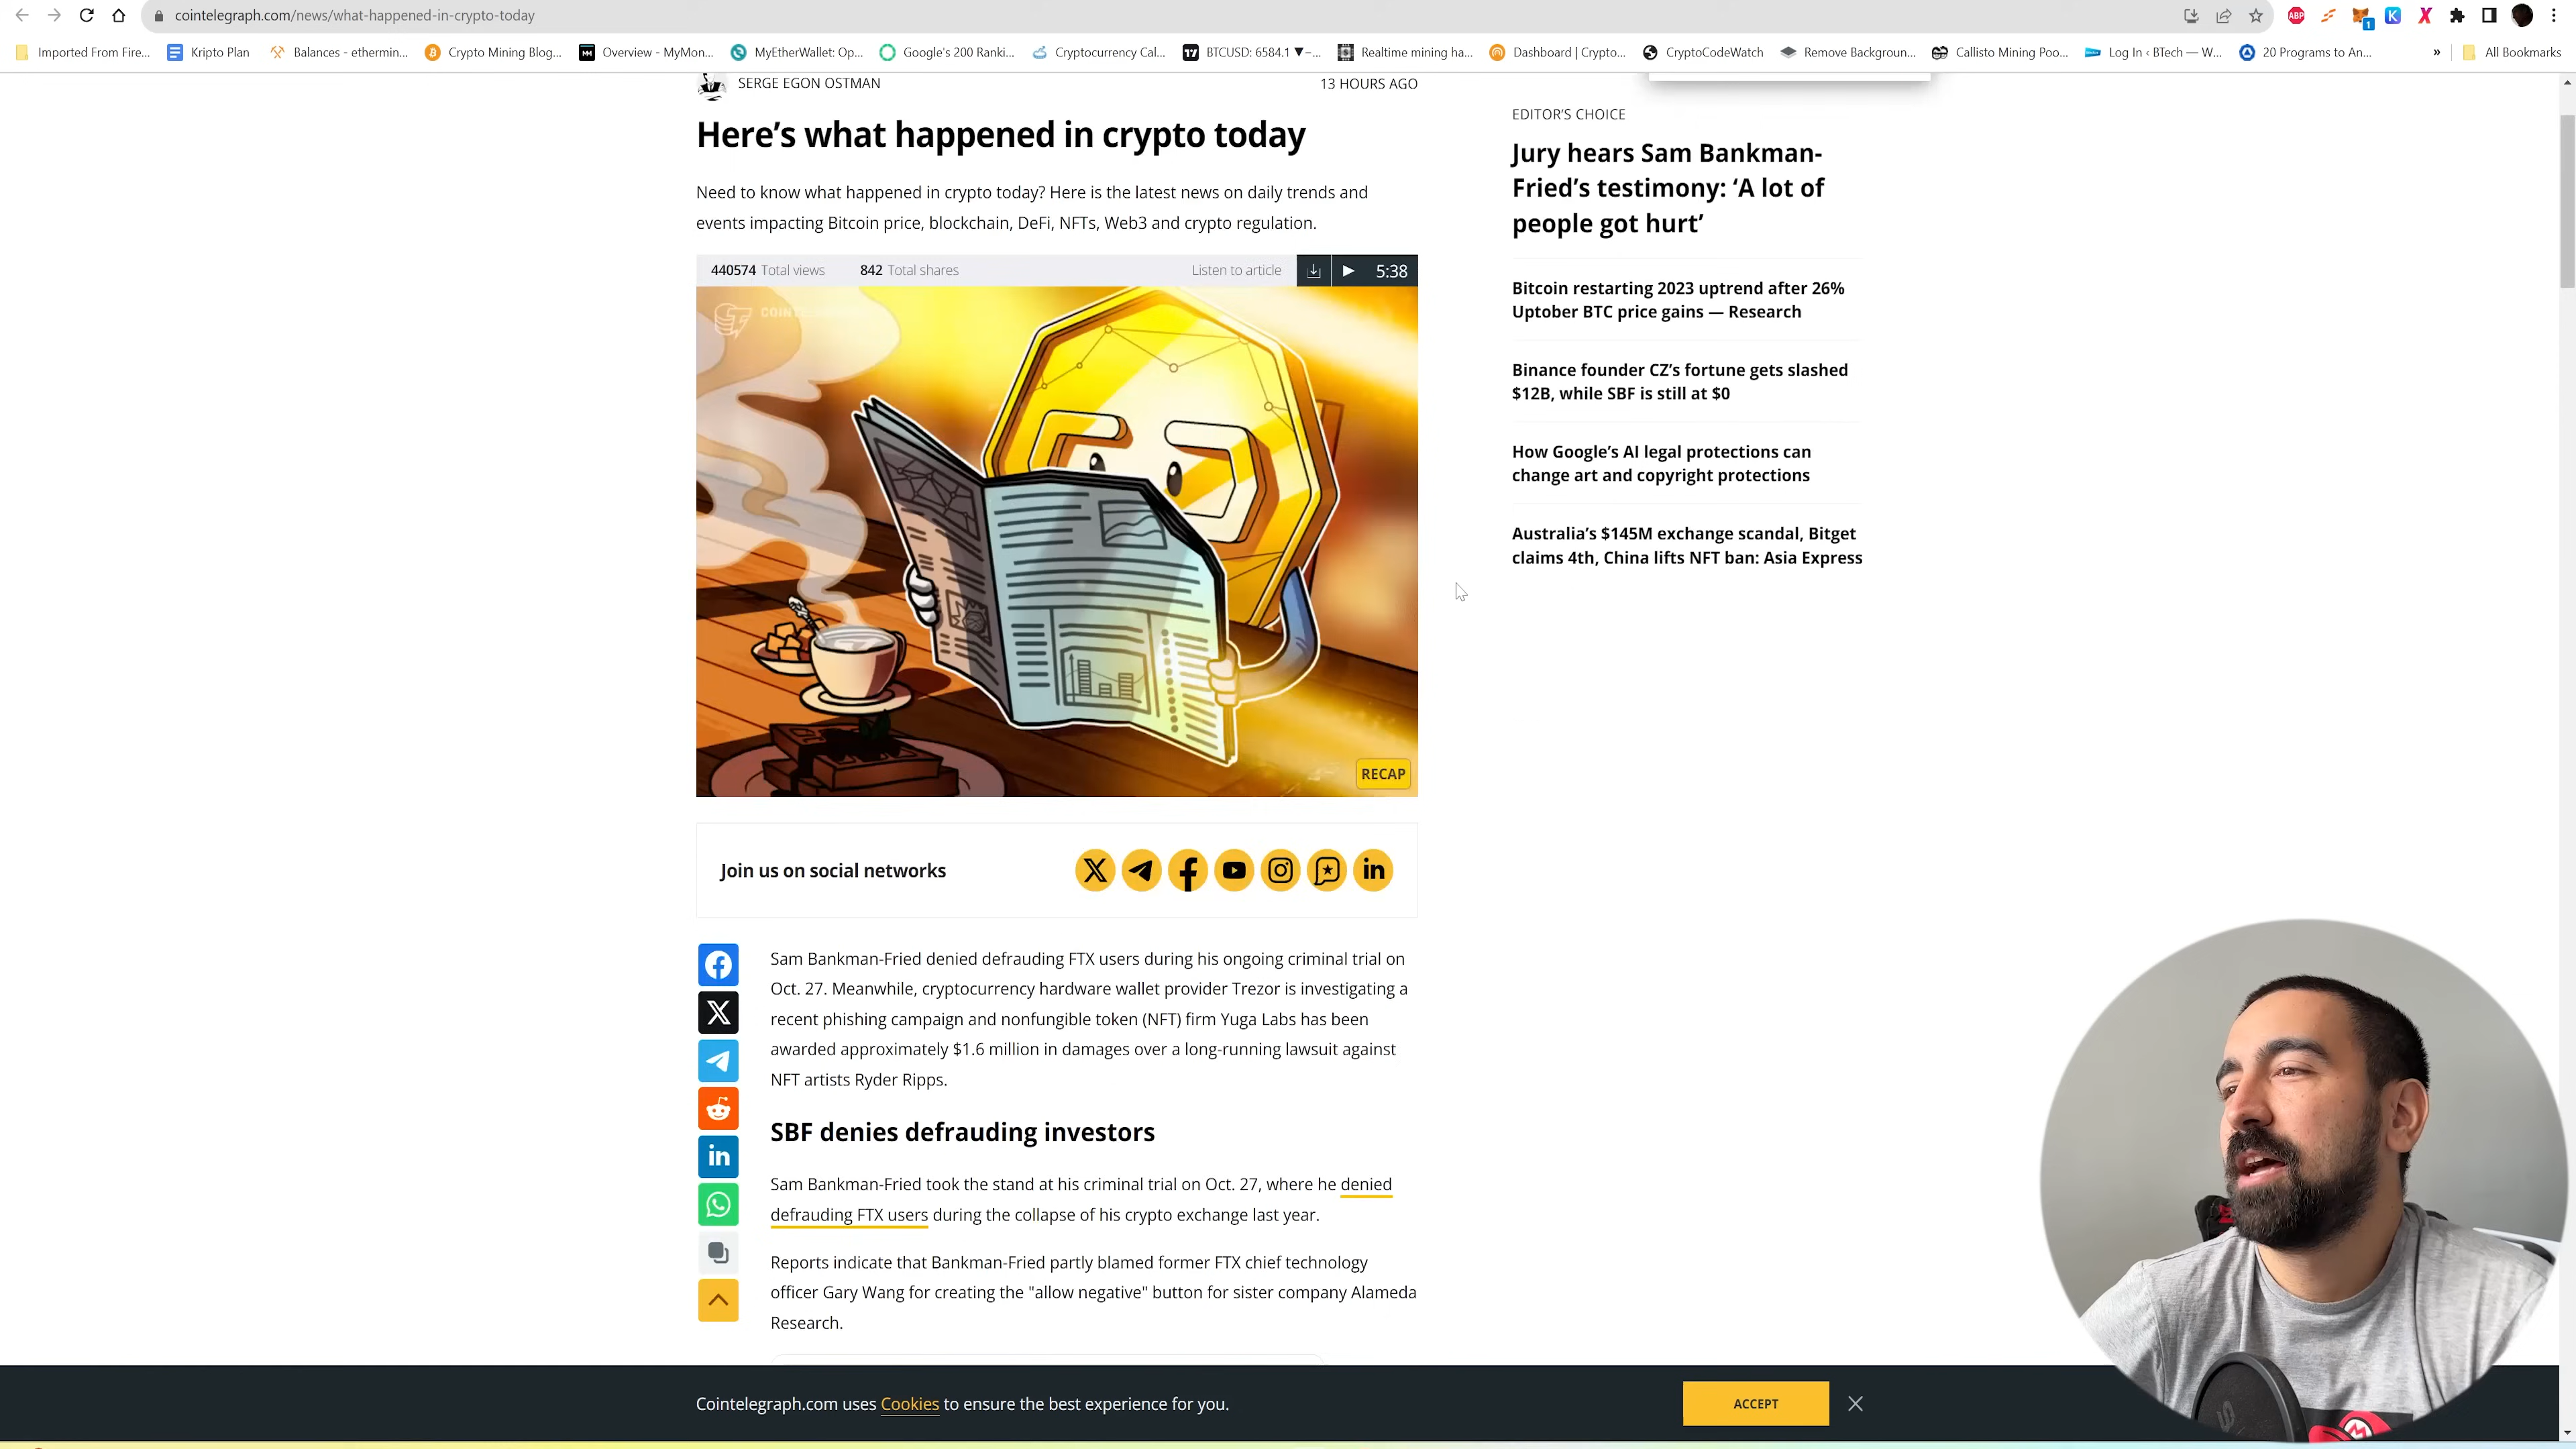 cointelegraph.com/news/what-happened-in-crypto-today
ABP
1
Imported From Fire...
Kripto Plan
Balances - ethermin...
Crypto Mining Blog...
Overview - MyMon...
MyEtherWallet: Op...
Google's 200 Ranki...
Cryptocurrency Cal...
BTCUSD: 6584.1 ▼−...
Realtime mining ha...
Dashboard | Crypto...
CryptoCodeWatch
Remove Backgroun...
Callisto Mining Poo...
Log In ‹ BTech — W...
20 Programs to An...
»
All Bookmarks
SERGE EGON OSTMAN
13 HOURS AGO
Here’s what happened in crypto today
Need to know what happened in crypto today? Here is the latest news on daily trends and
events impacting Bitcoin price, blockchain, DeFi, NFTs, Web3 and crypto regulation.
440574 Total views
842 Total shares
Listen to article
5:38
RECAP
Join us on social networks
Sam Bankman-Fried denied defrauding FTX users during his ongoing criminal trial on
Oct. 27. Meanwhile, cryptocurrency hardware wallet provider Trezor is investigating a
recent phishing campaign and nonfungible token (NFT) firm Yuga Labs has been
awarded approximately $1.6 million in damages over a long-running lawsuit against
NFT artists Ryder Ripps.
SBF denies defrauding investors
Sam Bankman-Fried took the stand at his criminal trial on Oct. 27, where he denied
defrauding FTX users during the collapse of his crypto exchange last year.
Reports indicate that Bankman-Fried partly blamed former FTX chief technology
officer Gary Wang for creating the "allow negative" button for sister company Alameda
Research.
EDITOR’S CHOICE
Jury hears Sam Bankman-
Fried’s testimony: ‘A lot of
people got hurt’
Bitcoin restarting 2023 uptrend after 26%
Uptober BTC price gains — Research
Binance founder CZ’s fortune gets slashed
$12B, while SBF is still at $0
How Google’s AI legal protections can
change art and copyright protections
Australia’s $145M exchange scandal, Bitget
claims 4th, China lifts NFT ban: Asia Express
Cointelegraph.com uses Cookies to ensure the best experience for you.
ACCEPT